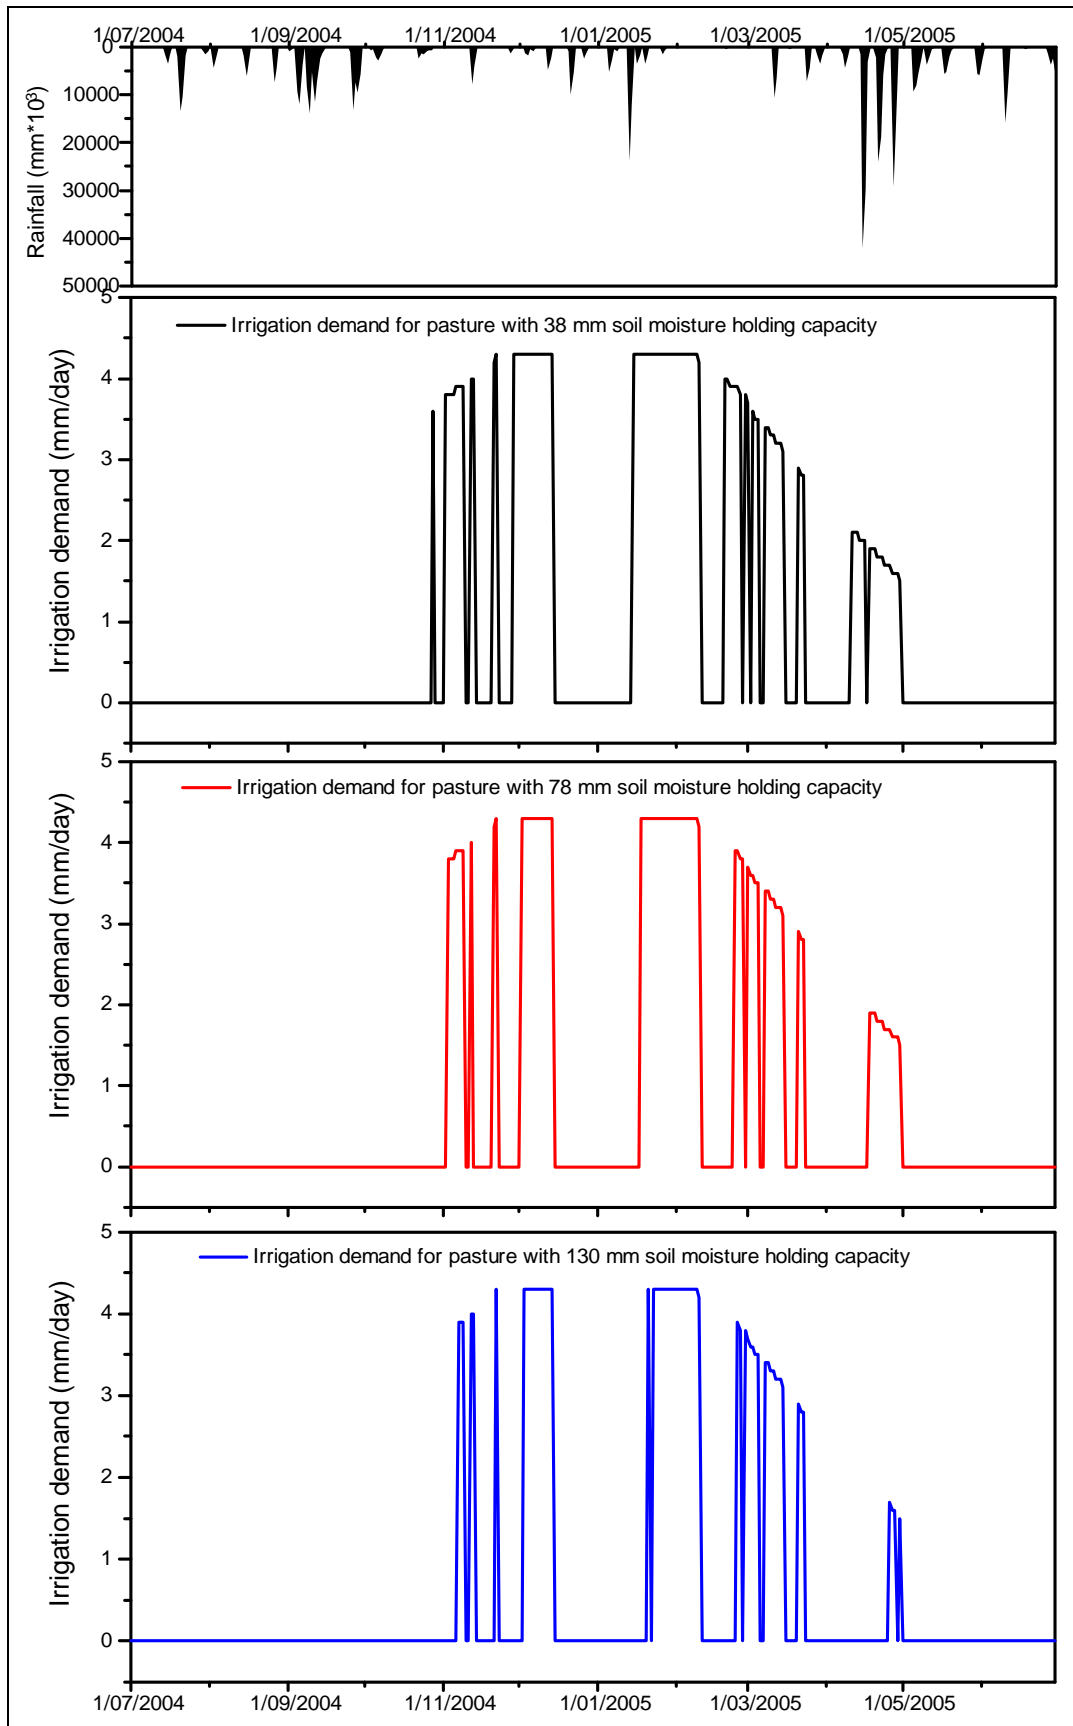 1/07/2004 1/09/2004 1/11/2004 1/01/2005 1/03/2005 1/05/2005
0
10000
20000
30000
40000
50000
Rainfall (mm*10³)
5
4
3
2
1
0
Irrigation demand (mm/day)
Irrigation demand for pasture with 38 mm soil moisture holding capacity
5
4
3
2
1
0
Irrigation demand (mm/day)
Irrigation demand for pasture with 78 mm soil moisture holding capacity
5
4
3
2
1
0
Irrigation demand (mm/day)
Irrigation demand for pasture with 130 mm soil moisture holding capacity
1/07/2004 1/09/2004 1/11/2004 1/01/2005 1/03/2005 1/05/2005